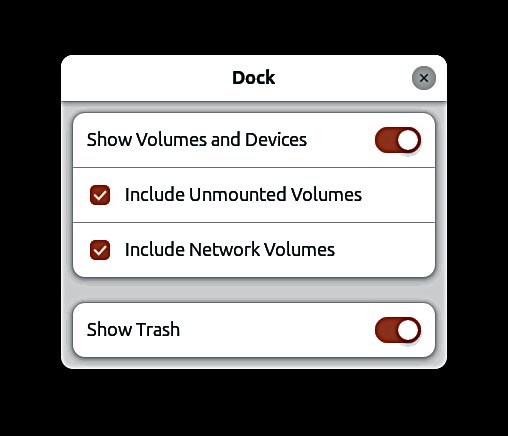 Dock
Show Volumes and Devices
Include Unmounted Volumes
Include Network Volumes
Show Trash